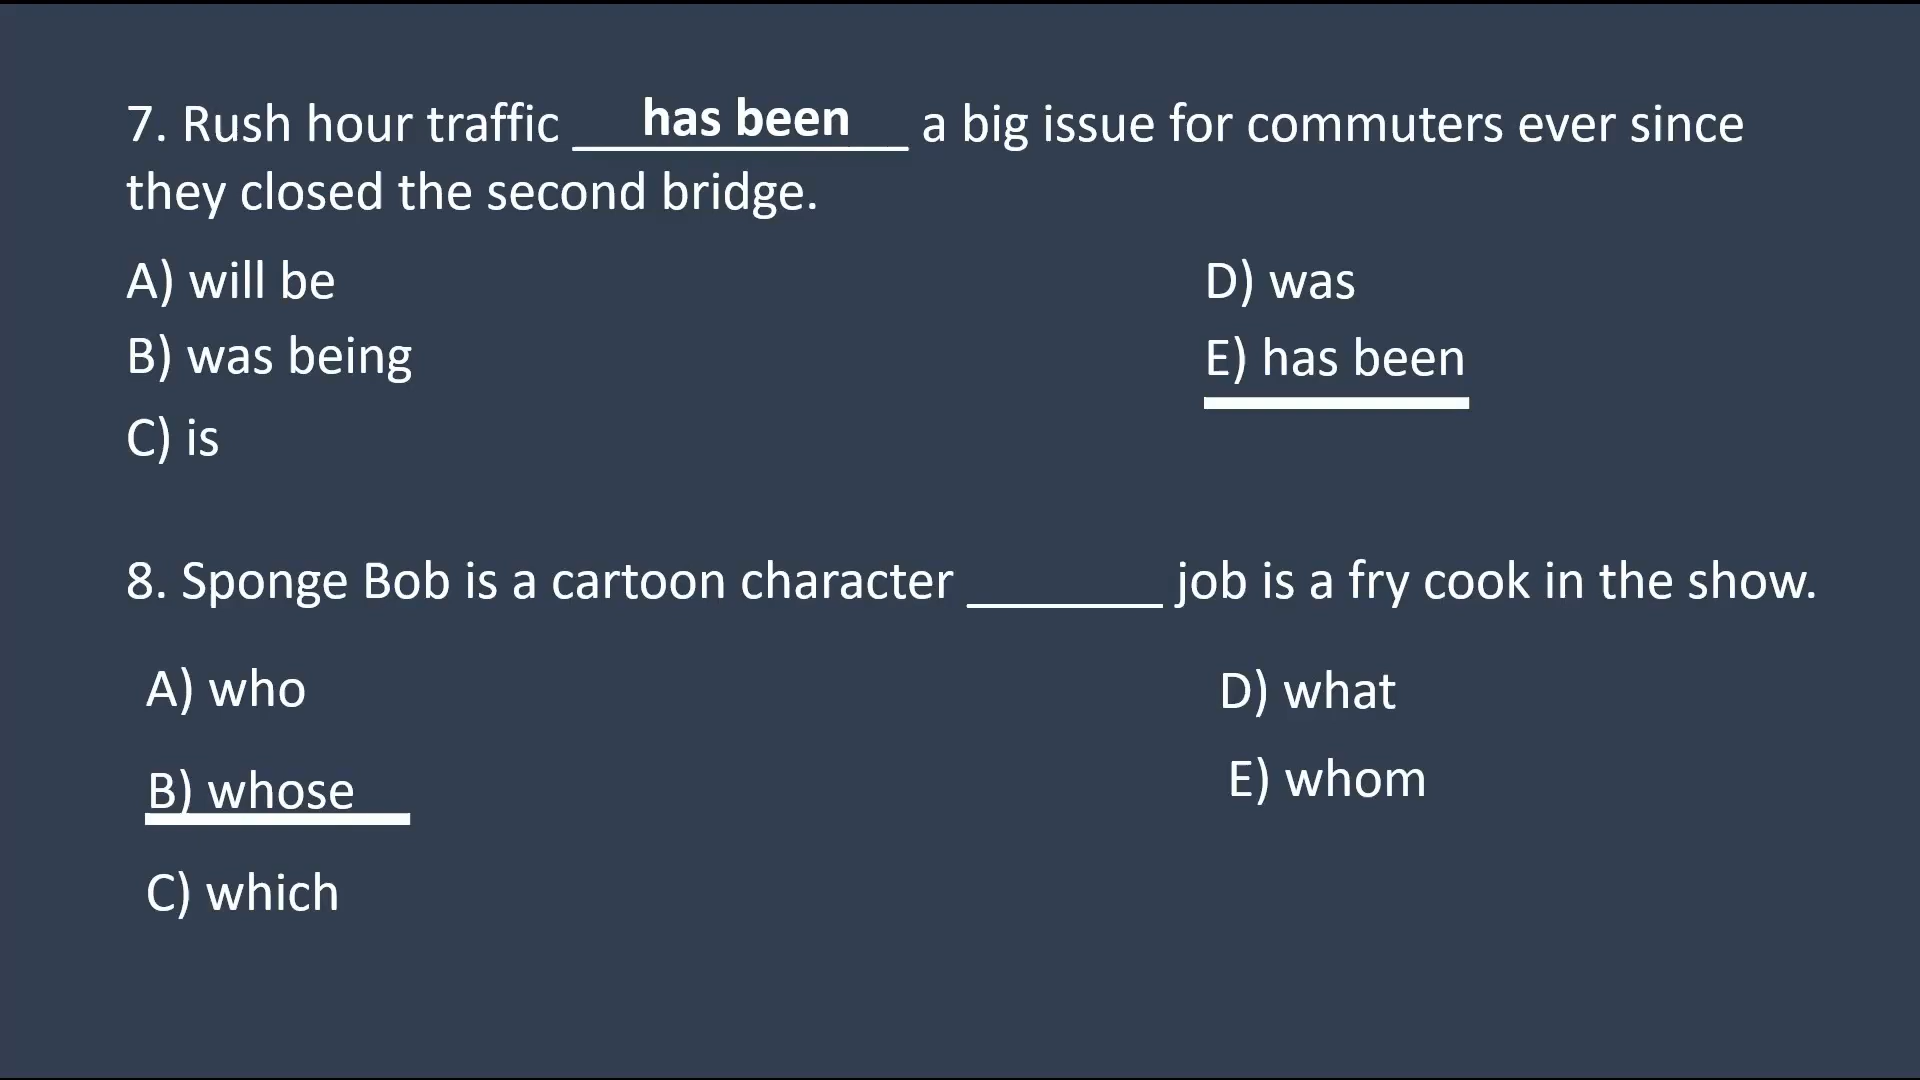 7. Rush hour traffic has been a big issue for commuters ever since
they closed the second bridge.
A) will be
B) was being
C) is
D) was
E) has been
8. Sponge Bob is a cartoon character ________ job is a fry cook in the show.
A) who
B) whose
C) which
D) what
E) whom